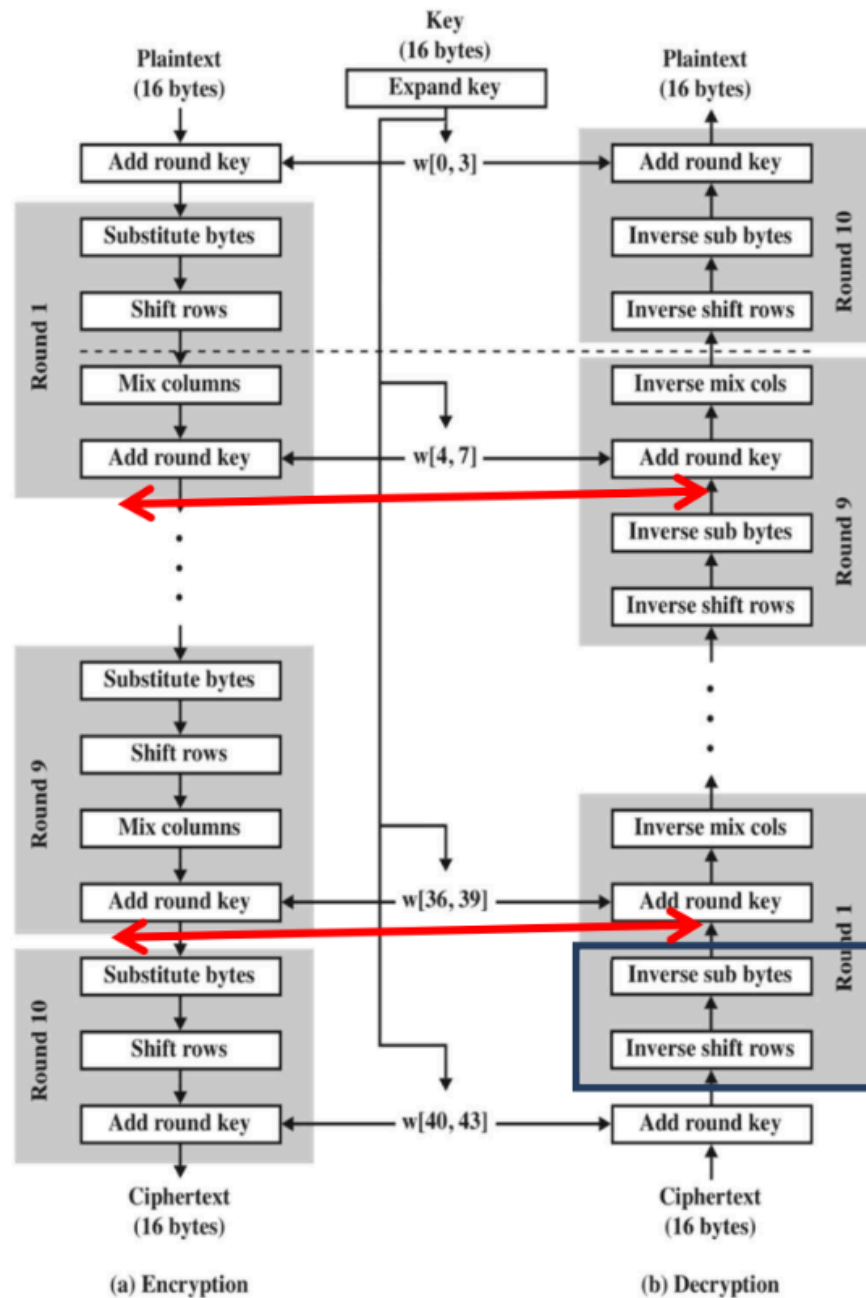 Key
(16 bytes)
Expand key
Plaintext
(16 bytes)
Add round key
Round 1
Substitute bytes
Shift rows
Mix columns
Add round key
Round 9
Substitute bytes
Shift rows
Mix columns
Add round key
Round 10
Substitute bytes
Shift rows
Add round key
Ciphertext
(16 bytes)
(a) Encryption
w[0, 3]
w[4, 7]
w[36, 39]
w[40, 43]
Plaintext
(16 bytes)
Add round key
Inverse sub bytes
Inverse shift rows
Round 10
Inverse mix cols
Add round key
Inverse sub bytes
Inverse shift rows
Round 9
Inverse mix cols
Add round key
Inverse sub bytes
Inverse shift rows
Round 1
Add round key
Ciphertext
(16 bytes)
(b) Decryption